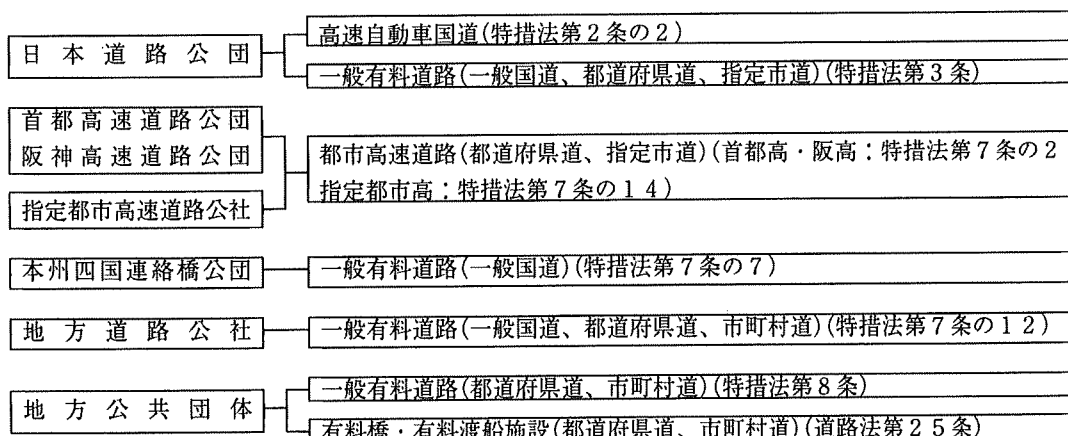 日本道路公団
高速自動車国道(特措法第2条の2)
一般有料道路(一般国道、都道府県道、指定市道)(特措法第3条)
首都高速道路公団
阪神高速道路公団
指定都市高速道路公社
都市高速道路(都道府県道、指定市道)(首都高・阪高:特措法第7条の2
指定都市高:特措法第7条の14)
本州四国連絡橋公団
一般有料道路(一般国道)(特措法第7条の7)
地方道路公社
一般有料道路(一般国道、都道府県道、市町村道)(特措法第7条の12)
地方公共団体
一般有料道路(都道府県道、市町村道)(特措法第8条)
有料橋・有料渡船施設(都道府県道、市町村道)(道路法第25条)